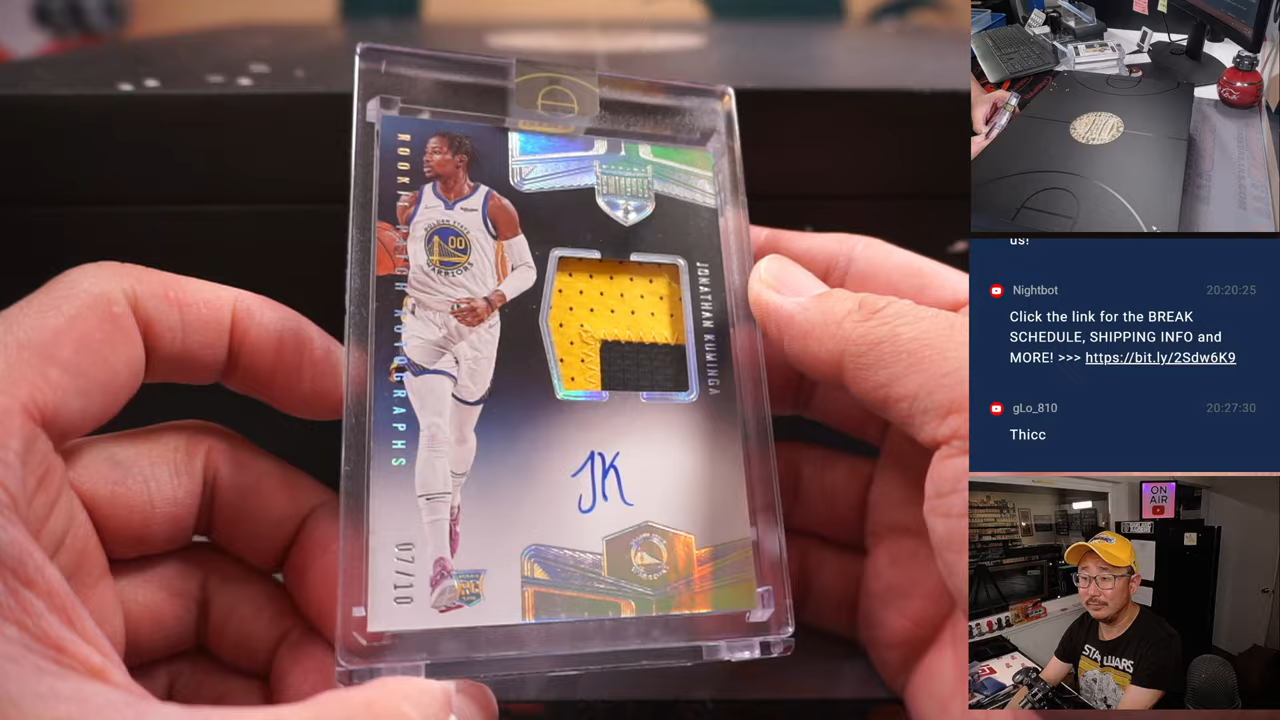 ROOKIE PATCH AUTOGRAPHS
GOLDEN STATE
00
WARRIORS
JONATHAN KUMINGA
JK
07/10
RC
us!
Nightbot
20:20:25
Click the link for the BREAK
SCHEDULE, SHIPPING INFO and
MORE! >>> https://bit.ly/2Sdw6K9
gLo_810
20:27:30
Thicc
ON
AIR
STAR WARS